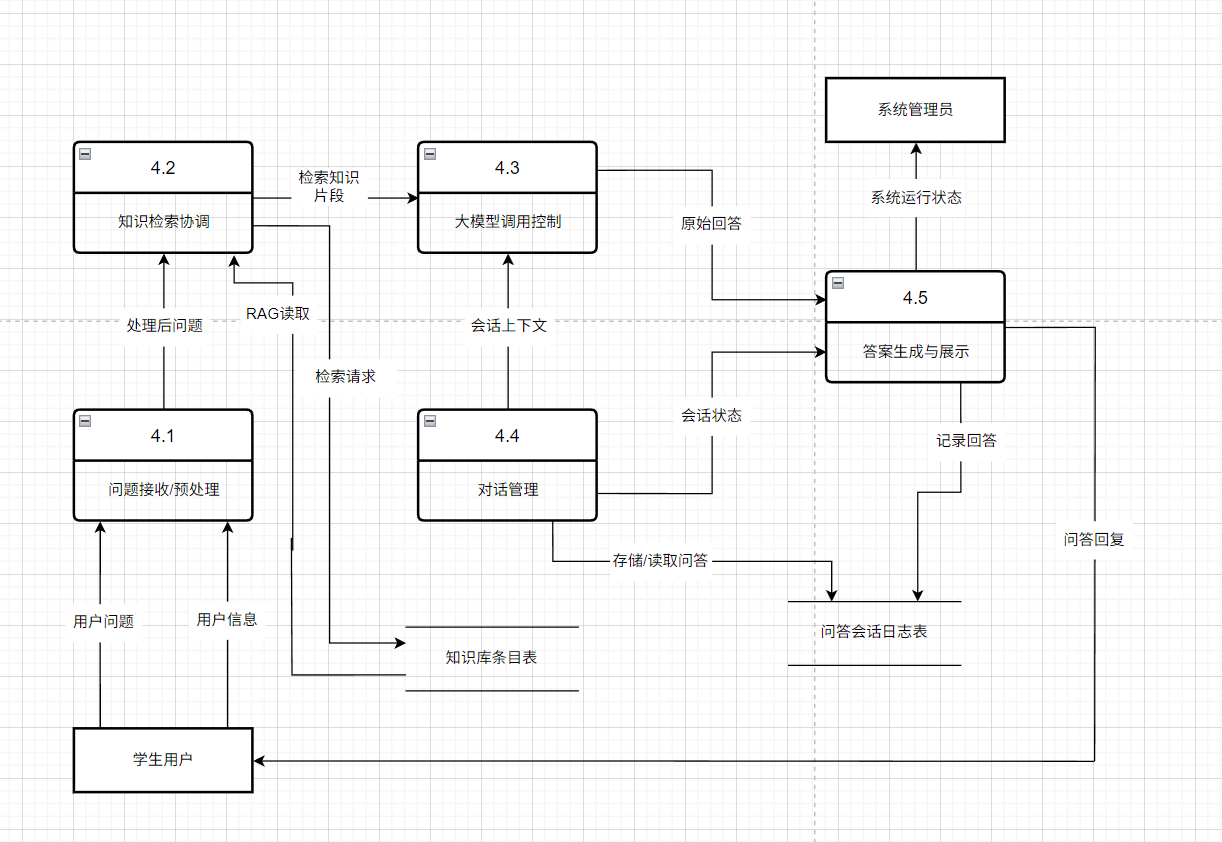 系统管理员
4.2
知识检索协调
检索知识
片段
4.3
大模型调用控制
原始回答
系统运行状态
4.5
答案生成与展示
处理后问题
RAG读取
会话上下文
检索请求
4.1
问题接收/预处理
4.4
对话管理
会话状态
记录回答
问答回复
存储/读取问答
用户问题
用户信息
知识库条目表
问答会话日志表
学生用户